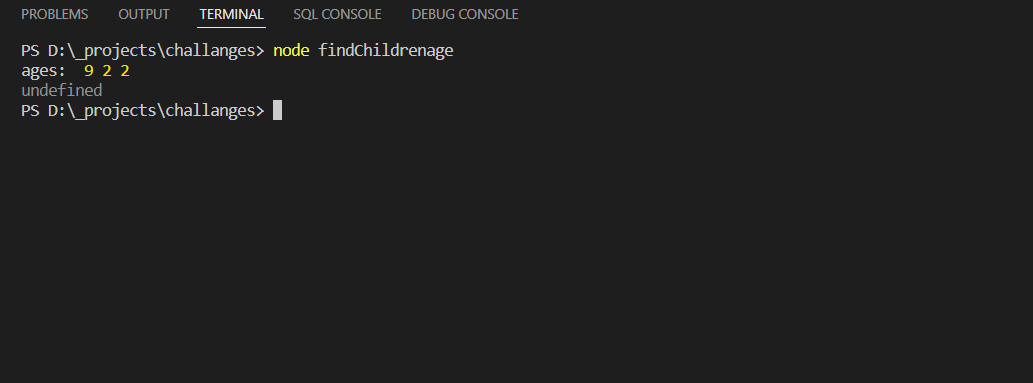 PROBLEMS OUTPUT TERMINAL SQL CONSOLE DEBUG CONSOLE
PS D:\_projects\challanges> node findChildrenage
ages:  9 2 2
undefined
PS D:\_projects\challanges>